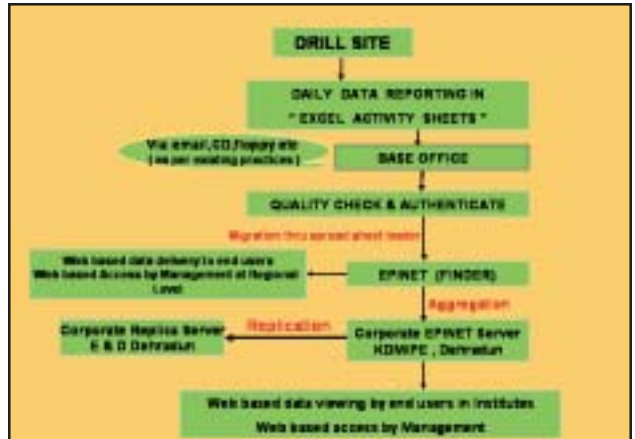 DRILL SITE
DAILY DATA REPORTING IN
" EXCEL ACTIVITY SHEETS "
Via email,CD,floppy etc
( as per existing practices )
BASE OFFICE
QUALITY CHECK & AUTHENTICATE
Migration thru spread sheet loader
Web based data delivery to end users
Web based Access by Management at Regional
Level
EPINET (FINDER)
Aggregation
Corporate Replica Server
E & D Dehradun
Replication
Corporate EPINET Server
KDMIPE , Dehradun
Web based data viewing by end users in Institutes
Web based access by Management